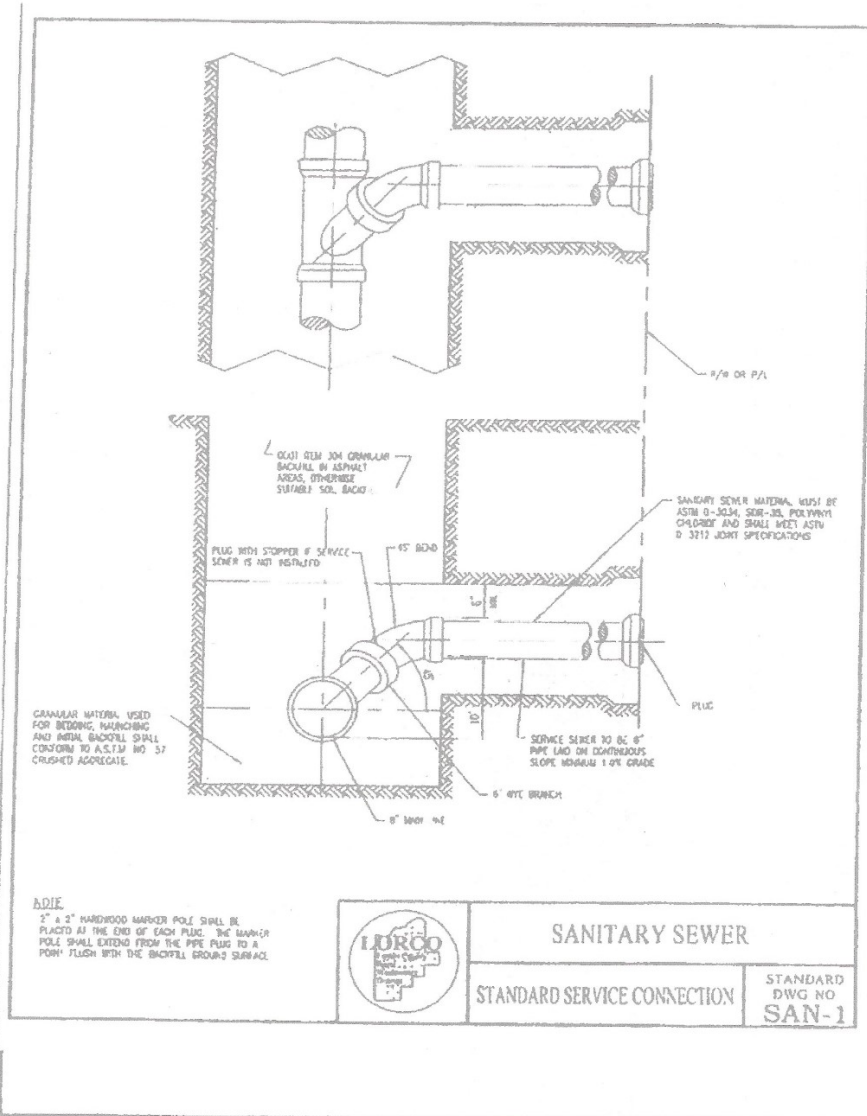 R/W OR P/L
ITEM 304 GRANULAR
BACKFILL IN ASPHALT
AREAS, OTHERWISE
SUITABLE SOIL
SANITARY SEWER MATERIAL MUST BE
ASTM D-3034, SDR-35, POLYVINYL
CHLORIDE AND SHALL MEET ASTM
D 3212 JOINT SPECIFICATIONS
PLUG WITH STOPPER IF SERVICE
SEWER IS NOT INSTALLED
45° BEND
6"
45°
10"
PLUG
GRANULAR MATERIAL USED
FOR BEDDING, HAUNCHING
AND INITIAL BACKFILL SHALL
CONFORM TO A.S.T.M NO 57
CRUSHED AGGREGATE.
SERVICE SEWER TO BE 6"
PIPE LAID ON CONTINUOUS
SLOPE MINIMUM 1.0% GRADE
6" WYE BRANCH
8" MAIN
NOTE
2" x 2" HARDWOOD MARKER POLE SHALL BE
PLACED AT THE END OF EACH PLUG. THE MARKER
POLE SHALL EXTEND FROM THE PIPE PLUG TO A
POINT FLUSH WITH THE BACKFILL GROUND SURFACE
LORCO
SANITARY SEWER
STANDARD SERVICE CONNECTION
STANDARD
DWG NO
SAN-1